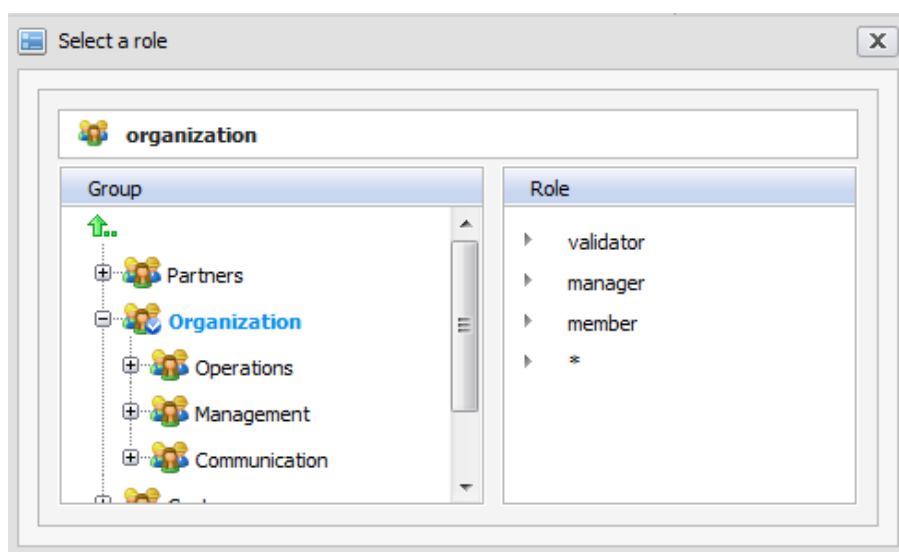 Select a role
organization
Group
Partners
Organization
Operations
Management
Communication
Role
validator
manager
member
*